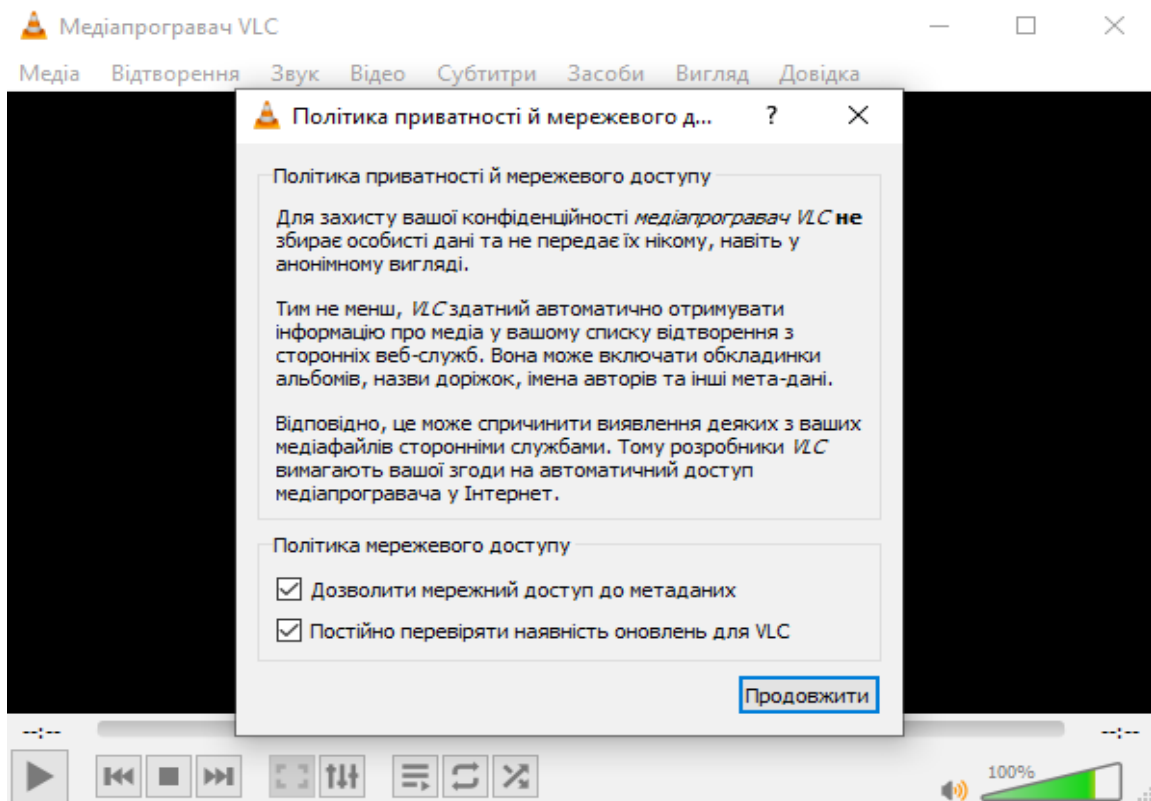 Медіапрогравач VLC
Медіа Відтворення Звук Відео Субтитри Засоби Вигляд Довідка
Політика приватності й мережевого д... ?
Політика приватності й мережевого доступу
Для захисту вашої конфіденційності медіапрогравач VLC не
збирає особисті дані та не передає їх нікому, навіть у
анонімному вигляді.
Тим не менш, VLC здатний автоматично отримувати
інформацію про медіа у вашому списку відтворення з
сторонніх веб-служб. Вона може включати обкладинки
альбомів, назви доріжок, імена авторів та інші мета-дані.
Відповідно, це може спричинити виявлення деяких з ваших
медіафайлів сторонніми службами. Тому розробники VLC
вимагають вашої згоди на автоматичний доступ
медіапрогравача у Інтернет.
Політика мережевого доступу
Дозволити мережний доступ до метаданих
Постійно перевіряти наявність оновлень для VLC
Продовжити
--:-- --:--
100%